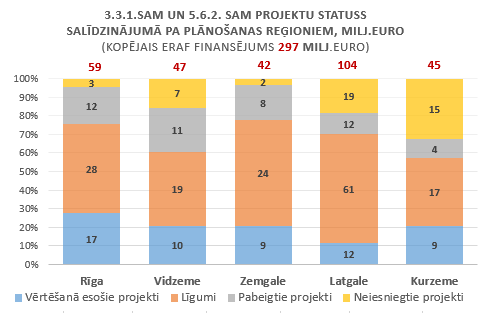 3.3.1.SAM UN 5.6.2. SAM PROJEKTU STATUSS
SALĪDZINĀJUMĀ PA PLĀNOŠANAS REĢIONIEM, MILJ.EURO
(KOPĒJAIS ERAF FINANSĒJUMS 297 MILJ.EURO)
59 47 42 104 45
100%
90%
80%
70%
60%
50%
40%
30%
20%
10%
0%
3 7 2 19 15
12 11 8 12 4
28 19 24 61 17
17 10 9 12 9
Rīga Vidzeme Zemgale Latgale Kurzeme
Vērtēšanā esošie projekti Līgumi Pabeigtie projekti Neiesniegtie projekti